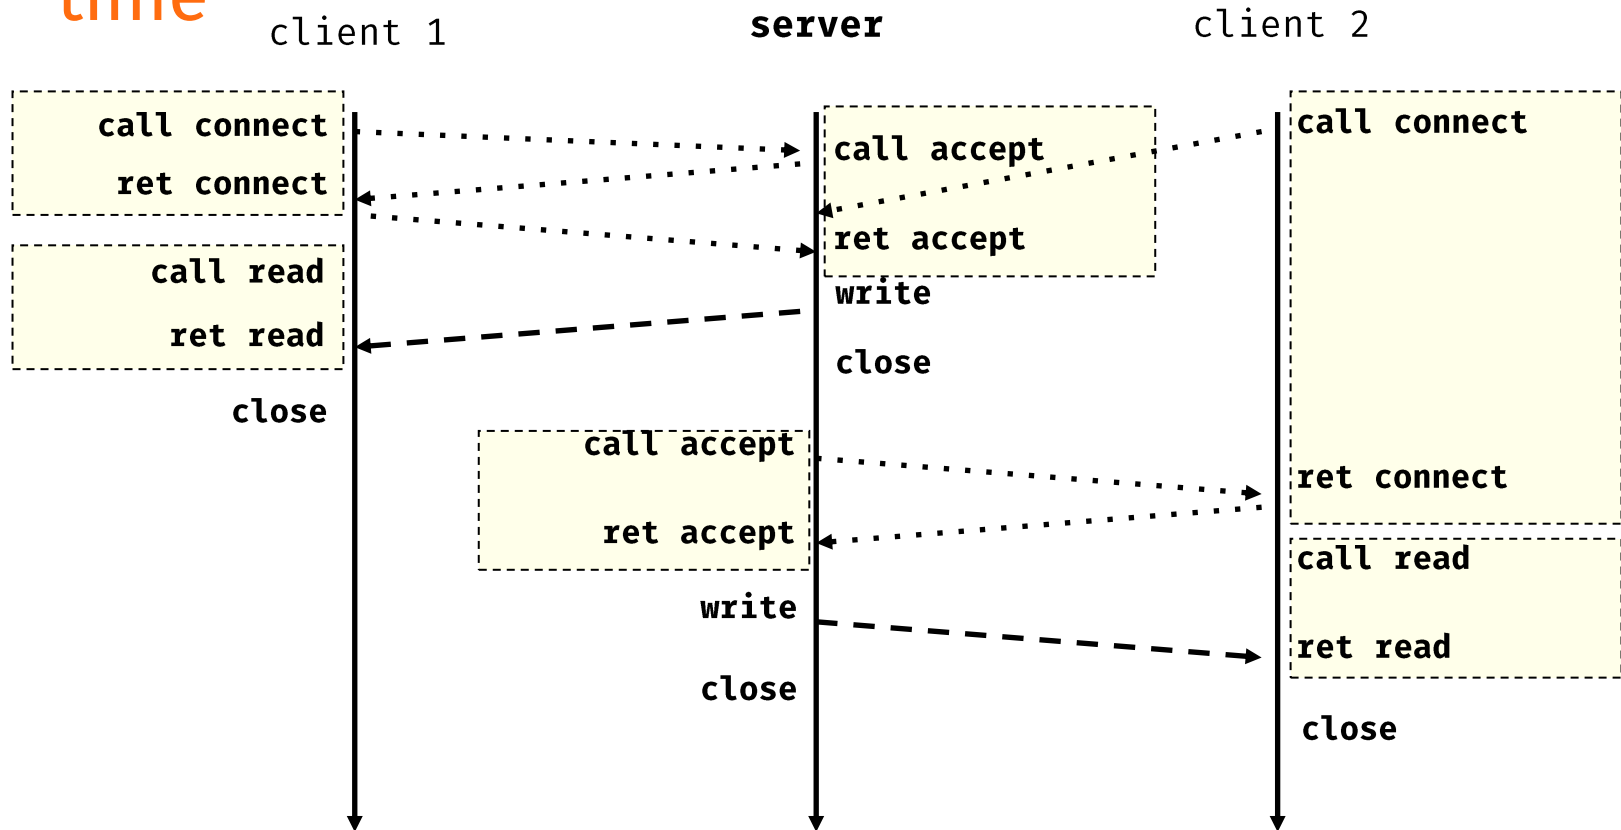 client 1
server
client 2
call connect
ret connect
call read
ret read
close
call accept
ret accept
write
close
call accept
ret accept
write
close
call connect
ret connect
call read
ret read
close